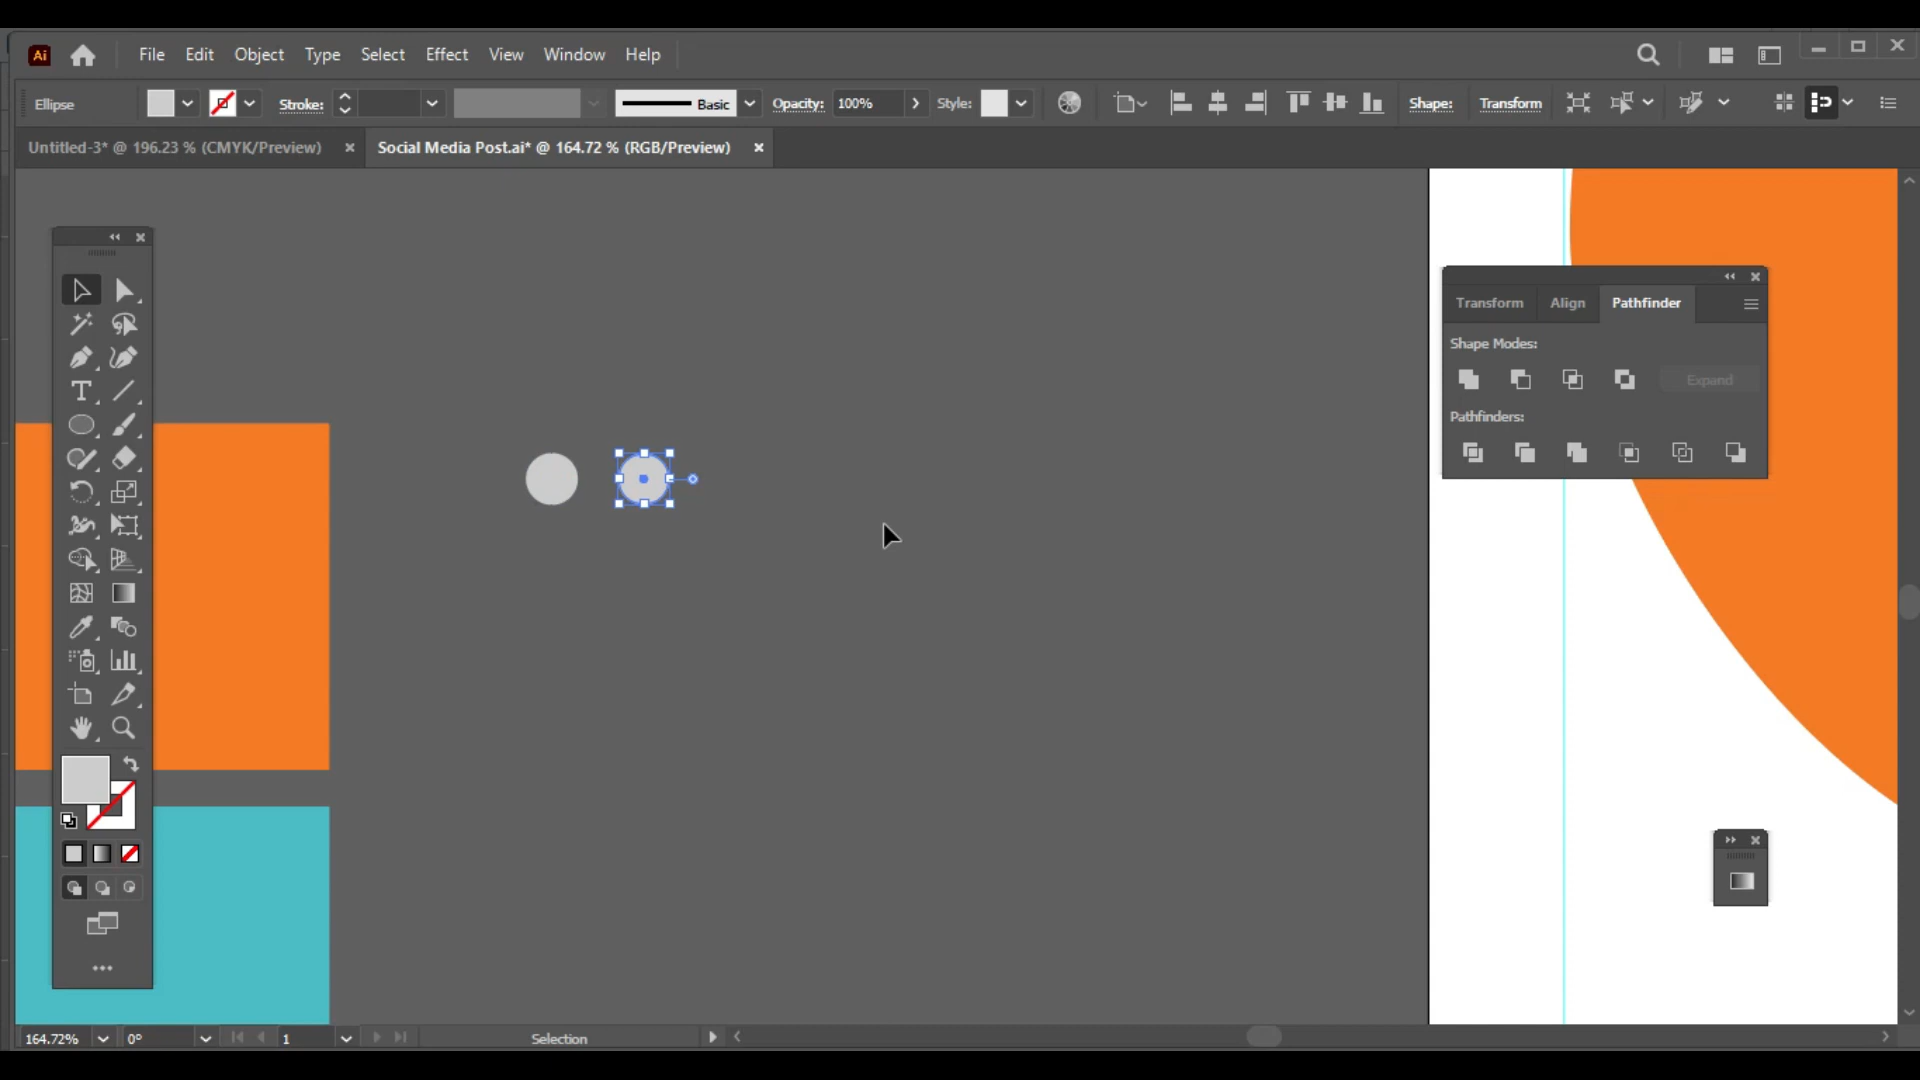 Ai File Edit Object Type Select Effect View Window Help
Ellipse Stroke: Basic Opacity: 100% Style: Shape: Transform
Untitled-3* @ 196.23 % (CMYK/Preview) Social Media Post.ai* @ 164.72 % (RGB/Preview)
Transform Align Pathfinder
Shape Modes:
Expand
Pathfinders:
164.72% 0° 1 Selection